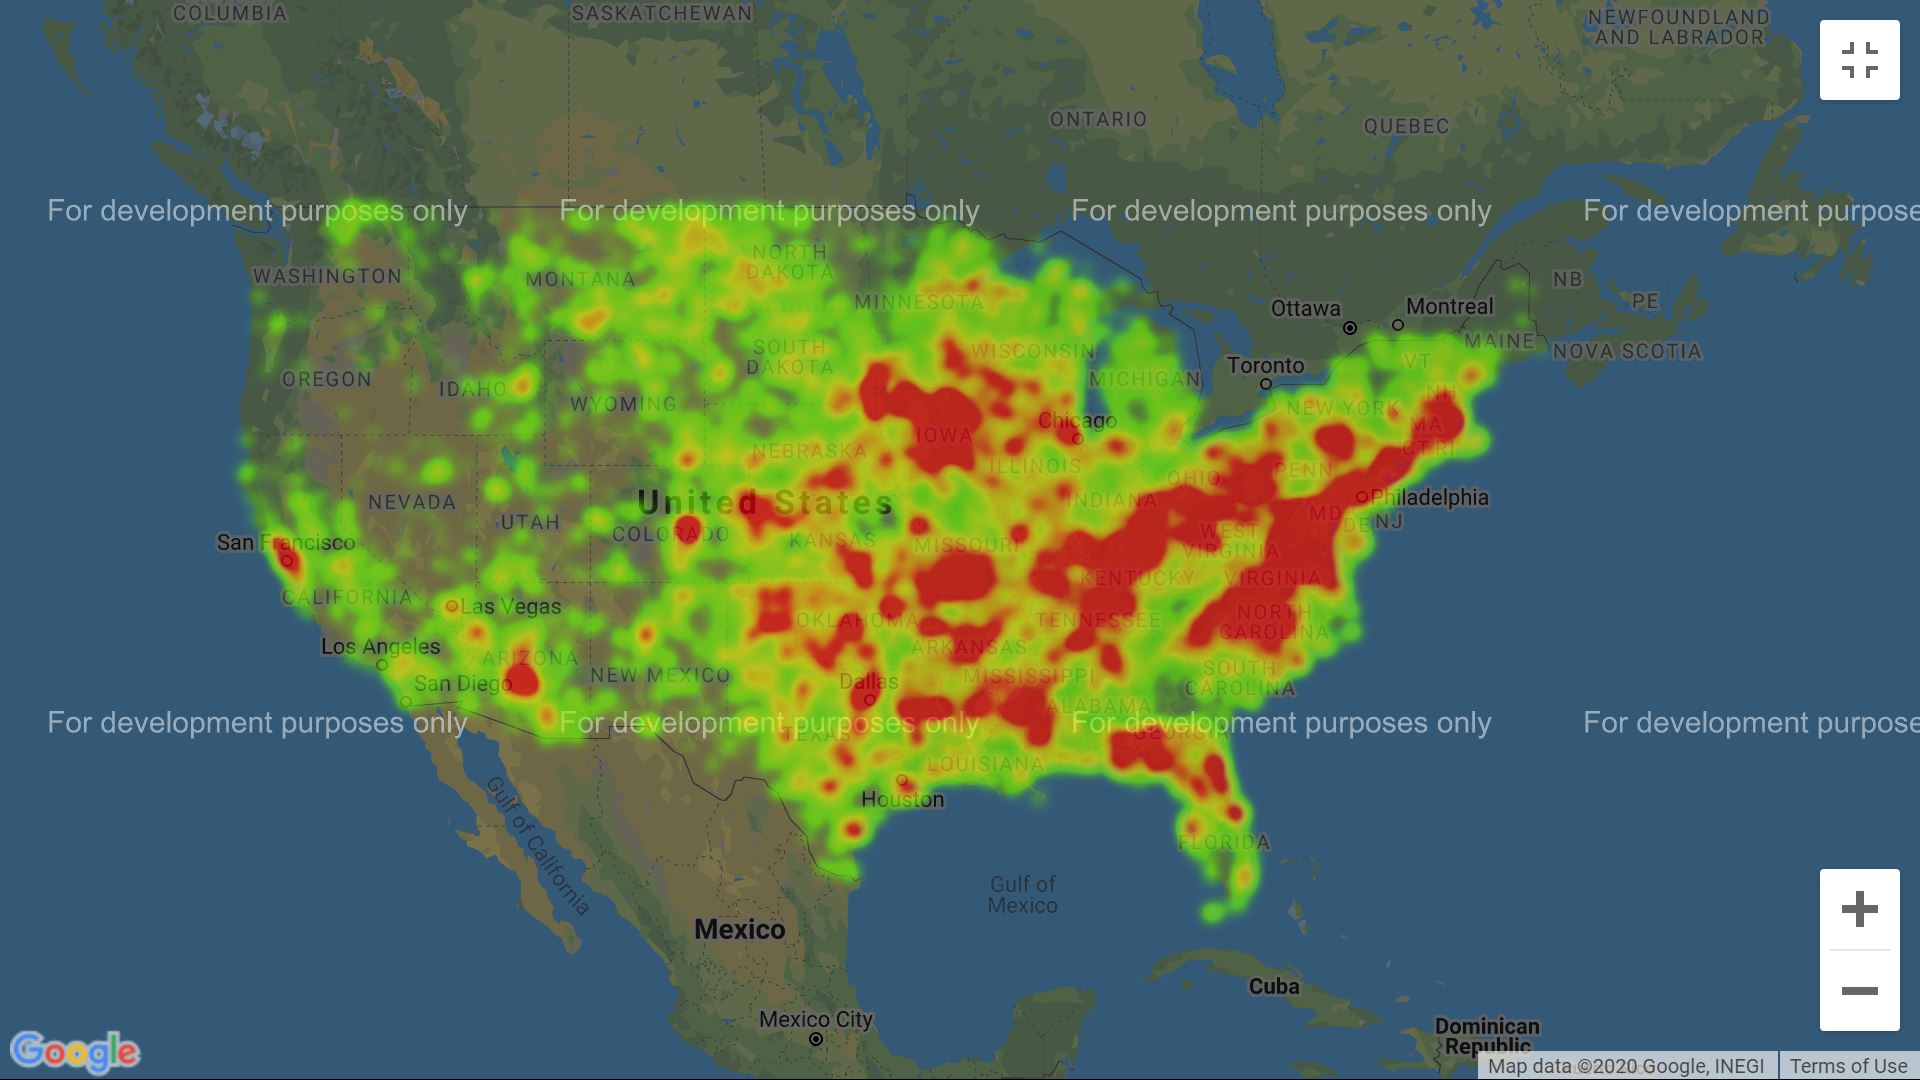 COLUMBIA
SASKATCHEWAN
NEWFOUNDLAND
AND LABRADOR
ONTARIO
QUEBEC
For development purposes only
For development purposes only
For development purposes only
For development purpose
WASHINGTON
MONTANA
NORTH
DAKOTA
MINNESOTA
NB
PE
Ottawa
Montreal
MAINE
NOVA SCOTIA
SOUTH
DAKOTA
WISCONSIN
VT
Toronto
OREGON
IDAHO
WYOMING
MICHIGAN
NH
NEW YORK
Chicago
MA
IOWA
CT RI
NEBRASKA
ILLINOIS
PENN
OHIO
NEVADA
United States
INDIANA
Philadelphia
MD
DE
NJ
UTAH
COLORADO
KANSAS
MISSOURI
WEST
VIRGINIA
San Francisco
KENTUCKY
VIRGINIA
CALIFORNIA
Las Vegas
OKLAHOMA
TENNESSEE
NORTH
CAROLINA
Los Angeles
ARIZONA
NEW MEXICO
ARKANSAS
MISSISSIPPI
SOUTH
CAROLINA
San Diego
Dallas
ALABAMA
For development purposes only
For development purposes only
For development purposes only
For development purpose
TEXAS
GEORGIA
LOUISIANA
Houston
Gulf of California
FLORIDA
Gulf of
Mexico
Mexico
Cuba
Mexico City
Dominican
Republic
Google
Map data ©2020 Google, INEGI
Terms of Use